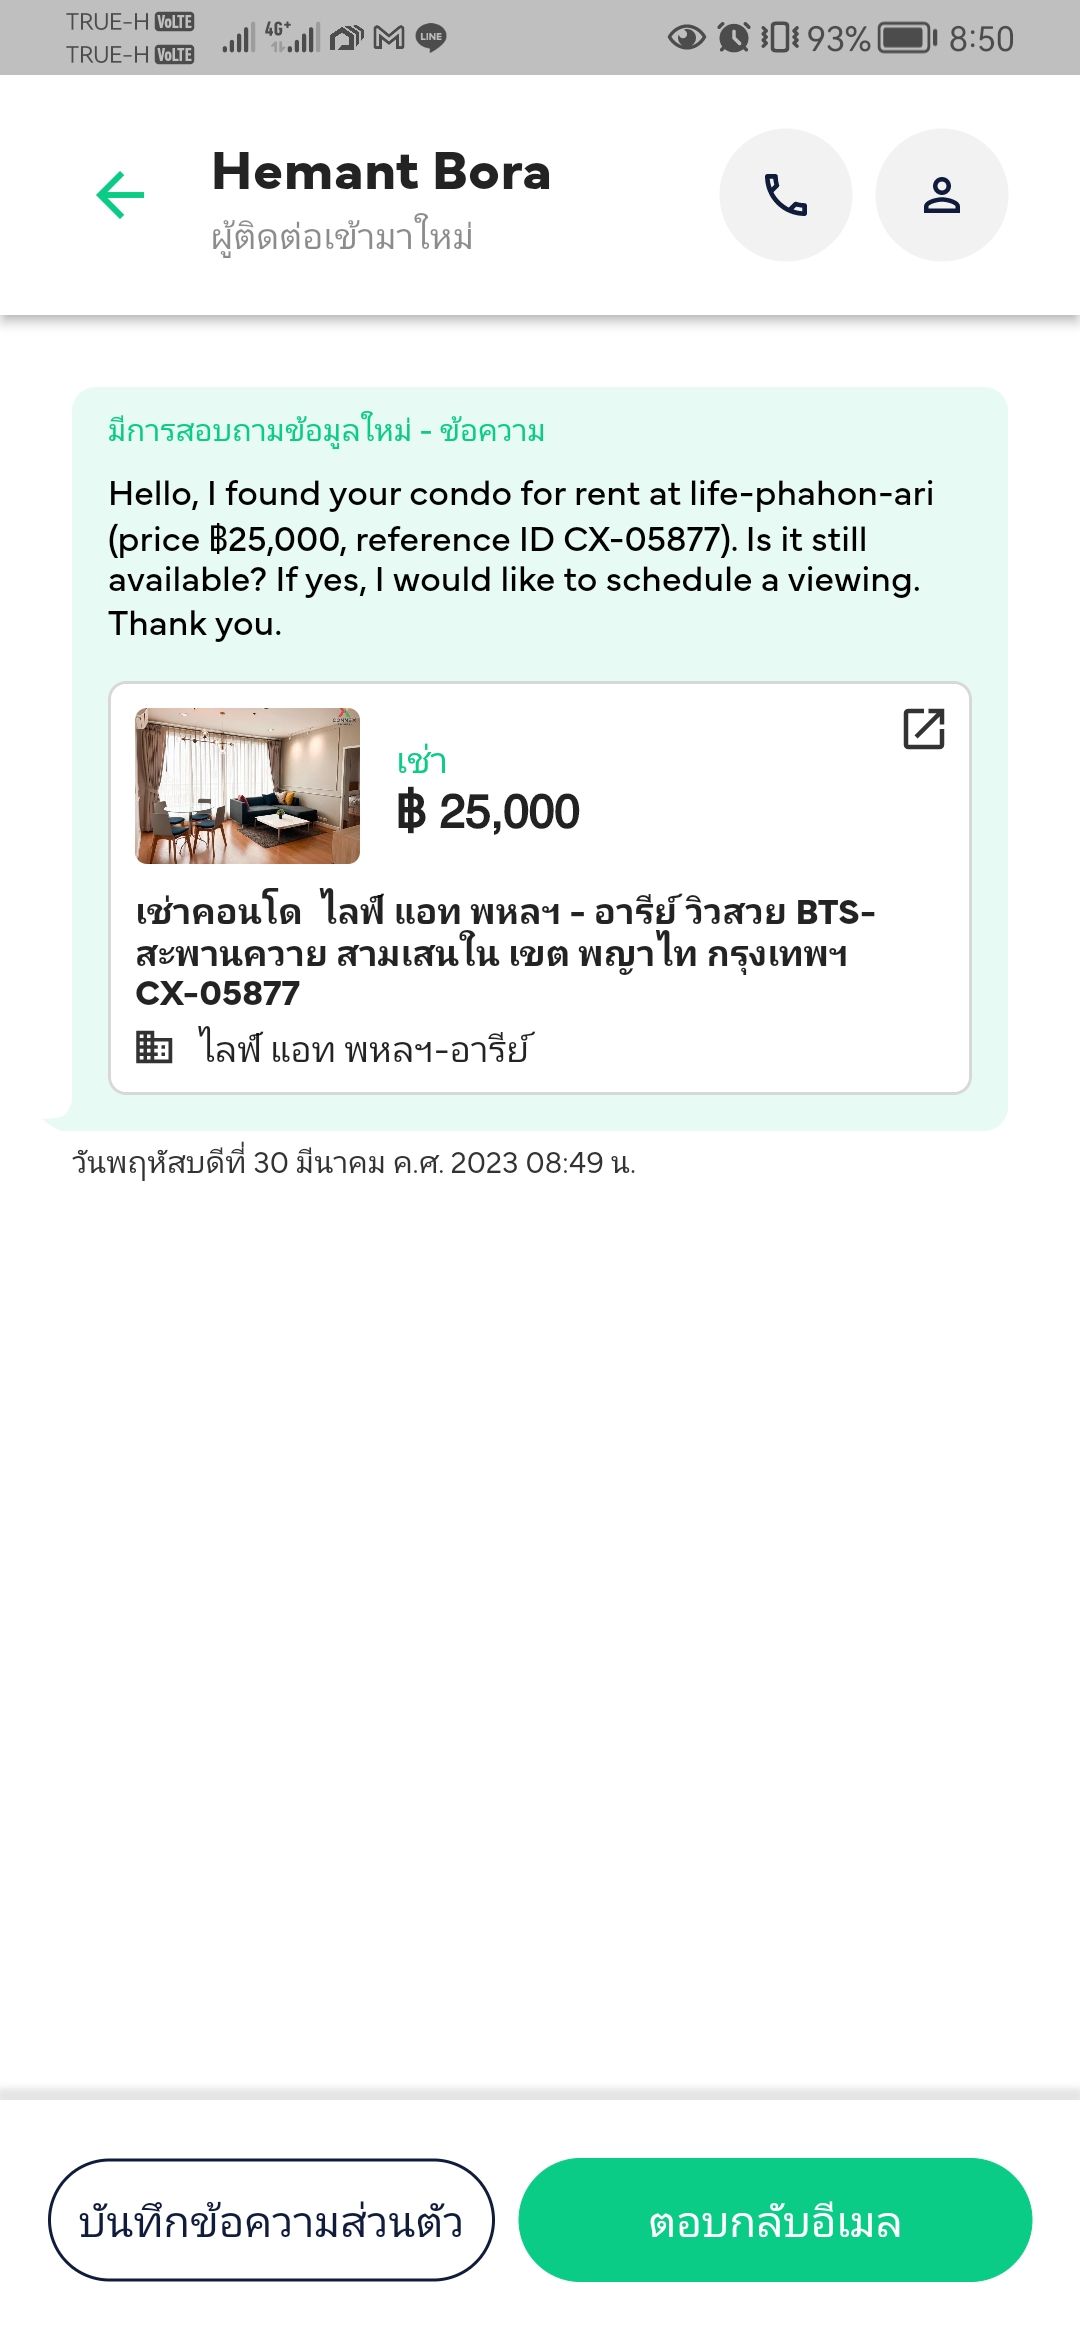 TRUE-H VoLTE
TRUE-H VoLTE
4G+
LINE
93%
8:50
Hemant Bora
ผู้ติดต่อเข้ามาใหม่
มีการสอบถามข้อมูลใหม่ - ข้อความ
Hello, I found your condo for rent at life-phahon-ari
(price ฿25,000, reference ID CX-05877). Is it still
available? If yes, I would like to schedule a viewing.
Thank you.
เช่า
฿ 25,000
เช่าคอนโด ไลฟ์ แอท พหลฯ - อารีย์ วิวสวย BTS-
สะพานควาย สามเสนใน เขต พญาไท กรุงเทพฯ
CX-05877
ไลฟ์ แอท พหลฯ-อารีย์
วันพฤหัสบดีที่ 30 มีนาคม ค.ศ. 2023 08:49 น.
บันทึกข้อความส่วนตัว
ตอบกลับอีเมล